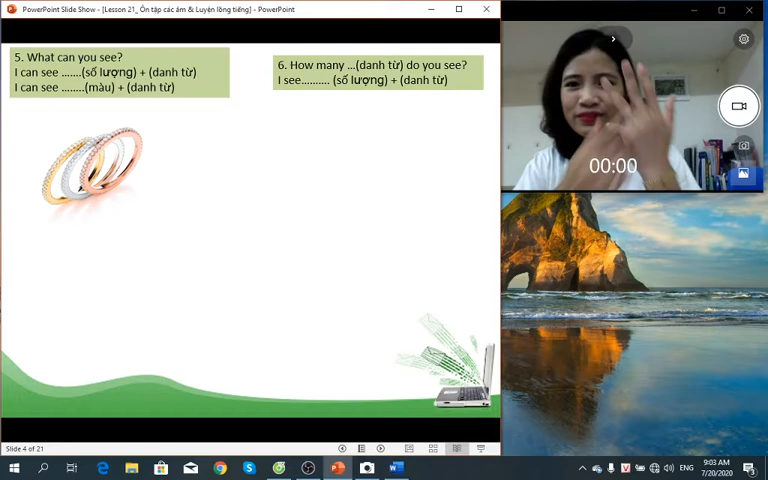 PowerPoint Slide Show - [Lesson 21_ Ôn tập các âm & Luyện lồng tiếng] - PowerPoint
5. What can you see?
I can see .......(số lượng) + (danh từ)
I can see ........(màu) + (danh từ)
6. How many ...(danh từ) do you see?
I see.......... (số lượng) + (danh từ)
00:00
Slide 4 of 21
ENG
9:03 AM
7/20/2020